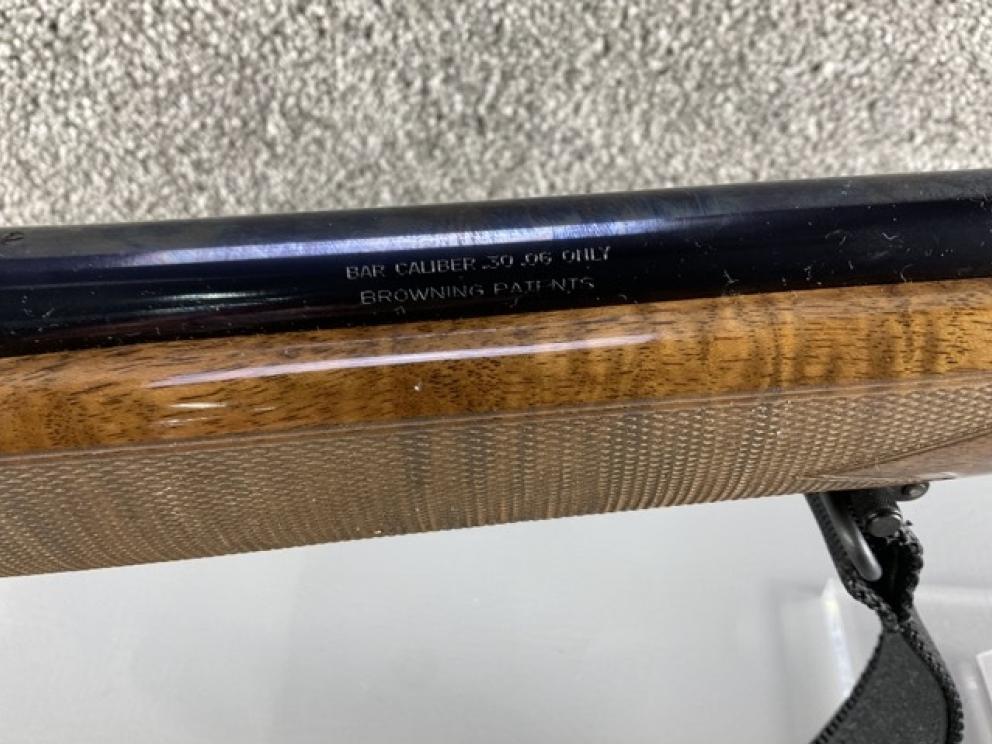 BAR CALIBER .30 .06 ONLY
BROWNING PATENTS